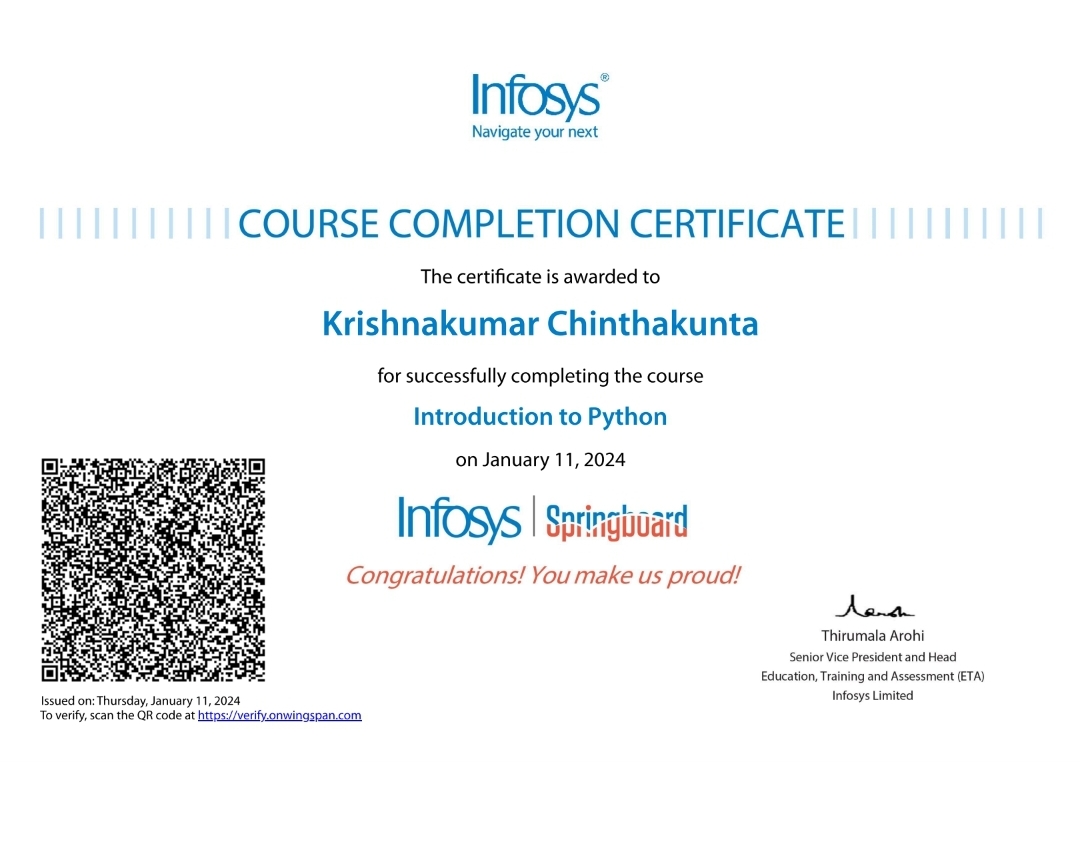 Infosys®
Navigate your next
COURSE COMPLETION CERTIFICATE
The certificate is awarded to
Krishnakumar Chinthakunta
for successfully completing the course
Introduction to Python
on January 11, 2024
Infosys | Springboard
Congratulations! You make us proud!
Thirumala Arohi
Senior Vice President and Head
Education, Training and Assessment (ETA)
Infosys Limited
Issued on: Thursday, January 11, 2024
To verify, scan the QR code at https://verify.onwingspan.com